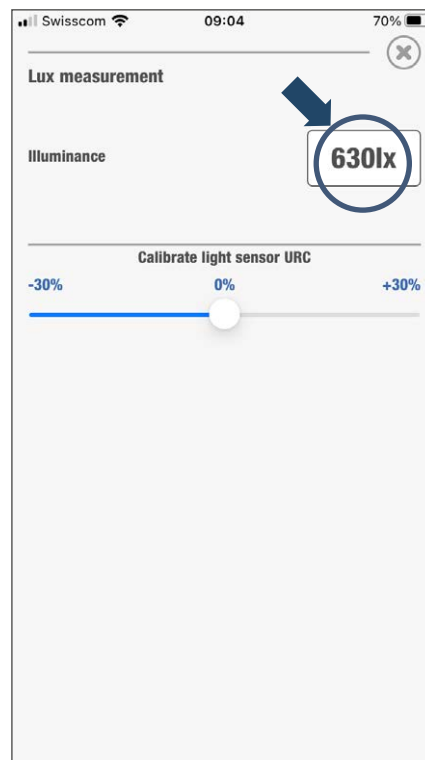 Swisscom 09:04 70%
Lux measurement
Illuminance 630lx
Calibrate light sensor URC
-30% 0% +30%